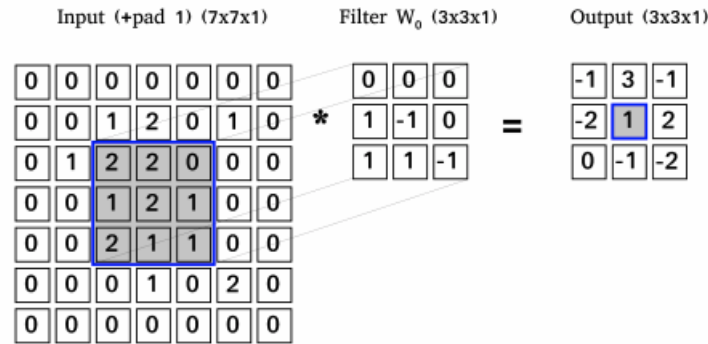 Input (+pad 1) (7x7x1) Filter W0 (3x3x1) Output (3x3x1)
0 0 0 0 0 0 0 0 0 0 -1 3 -1
0 0 1 2 0 1 0 * 1 -1 0 = -2 1 2
0 1 2 2 0 0 0 1 1 -1 0 -1 -2
0 0 1 2 1 0 0
0 0 2 1 1 0 0
0 0 0 1 0 2 0
0 0 0 0 0 0 0